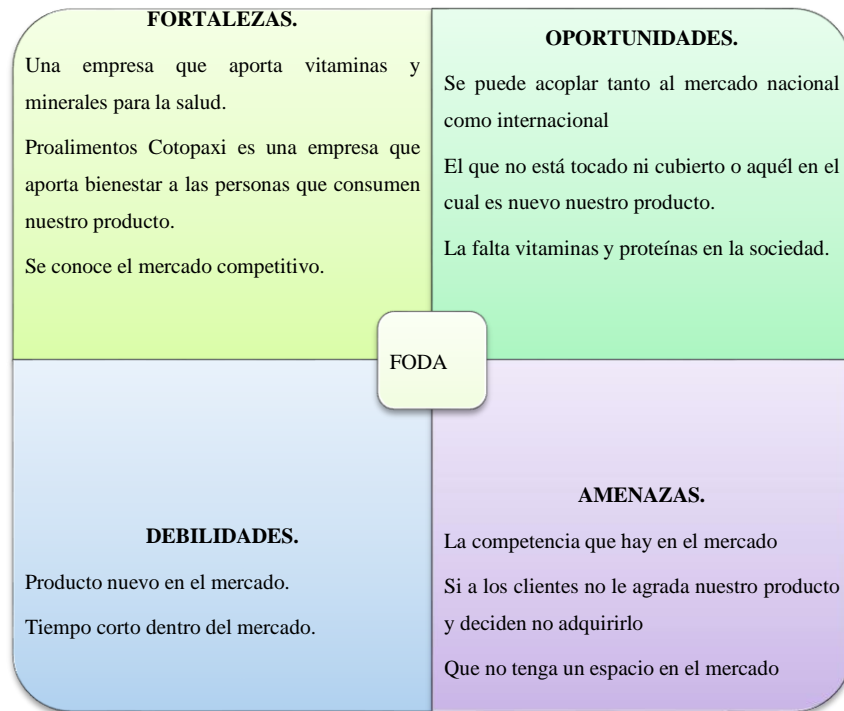 FORTALEZAS.
Una empresa que aporta vitaminas y
minerales para la salud.
Proalimentos Cotopaxi es una empresa que
aporta bienestar a las personas que consumen
nuestro producto.
Se conoce el mercado competitivo.
OPORTUNIDADES.
Se puede acoplar tanto al mercado nacional
como internacional
El que no está tocado ni cubierto o aquél en el
cual es nuevo nuestro producto.
La falta vitaminas y proteínas en la sociedad.
FODA
DEBILIDADES.
Producto nuevo en el mercado.
Tiempo corto dentro del mercado.
AMENAZAS.
La competencia que hay en el mercado
Si a los clientes no le agrada nuestro producto
y deciden no adquirirlo
Que no tenga un espacio en el mercado